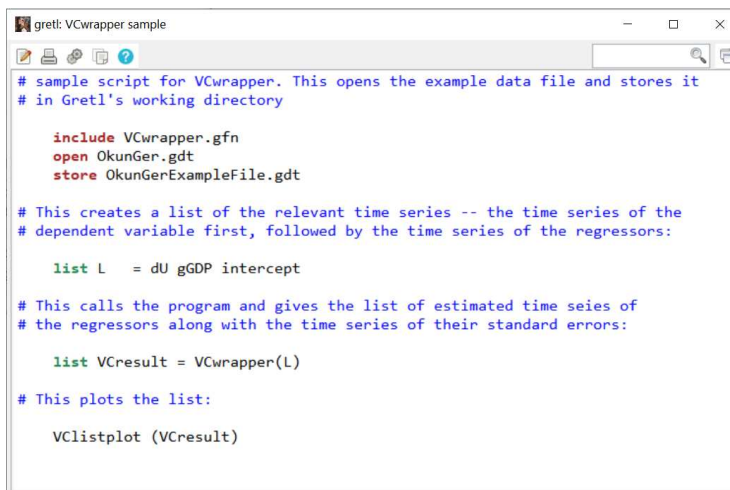 gretl: VCwrapper sample
# sample script for VCwrapper. This opens the example data file and stores it
# in Gretl's working directory
include VCwrapper.gfn
open OkunGer.gdt
store OkunGerExampleFile.gdt
# This creates a list of the relevant time series -- the time series of the
# dependent variable first, followed by the time series of the regressors:
list L   = dU gGDP intercept
# This calls the program and gives the list of estimated time seies of
# the regressors along with the time series of their standard errors:
list VCresult = VCwrapper(L)
# This plots the list:
VClistplot (VCresult)